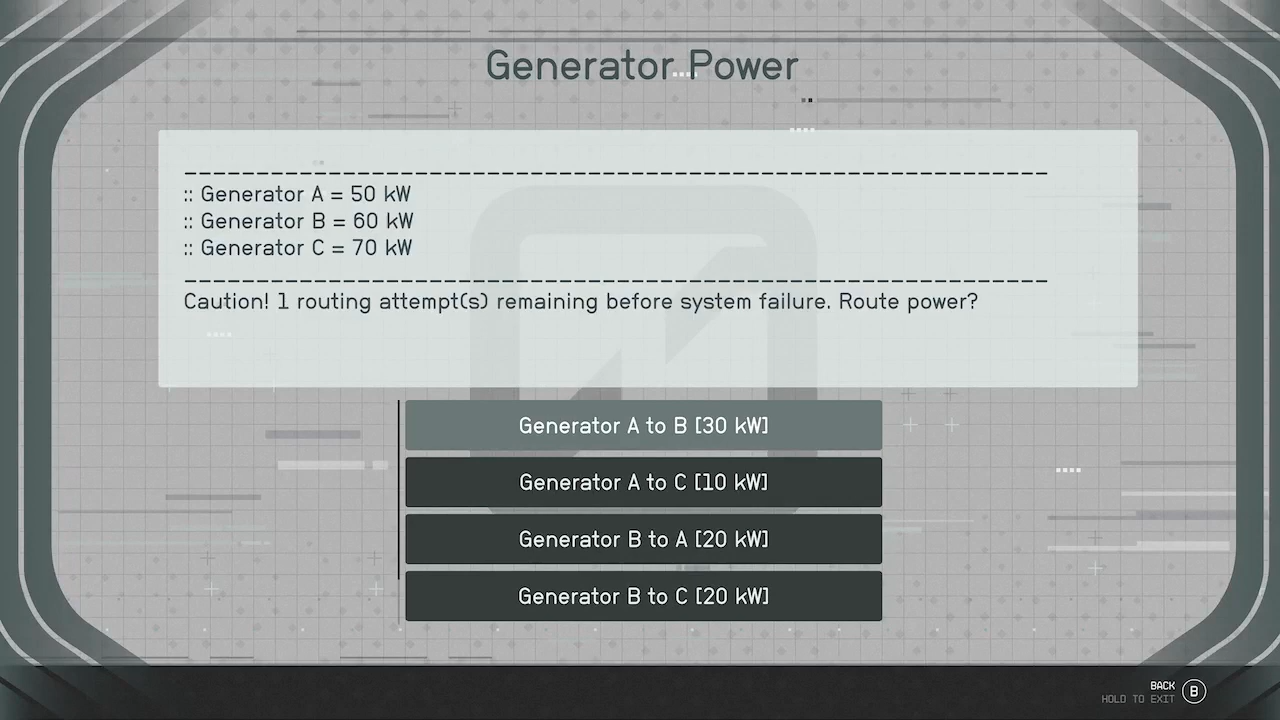 Generator Power
____________________________________________________________
:: Generator A = 50 kW
:: Generator B = 60 kW
:: Generator C = 70 kW
____________________________________________________________
Caution! 1 routing attempt(s) remaining before system failure. Route power?
Generator A to B [30 kW]
Generator A to C [10 kW]
Generator B to A [20 kW]
Generator B to C [20 kW]
BACK
HOLD TO EXIT
B